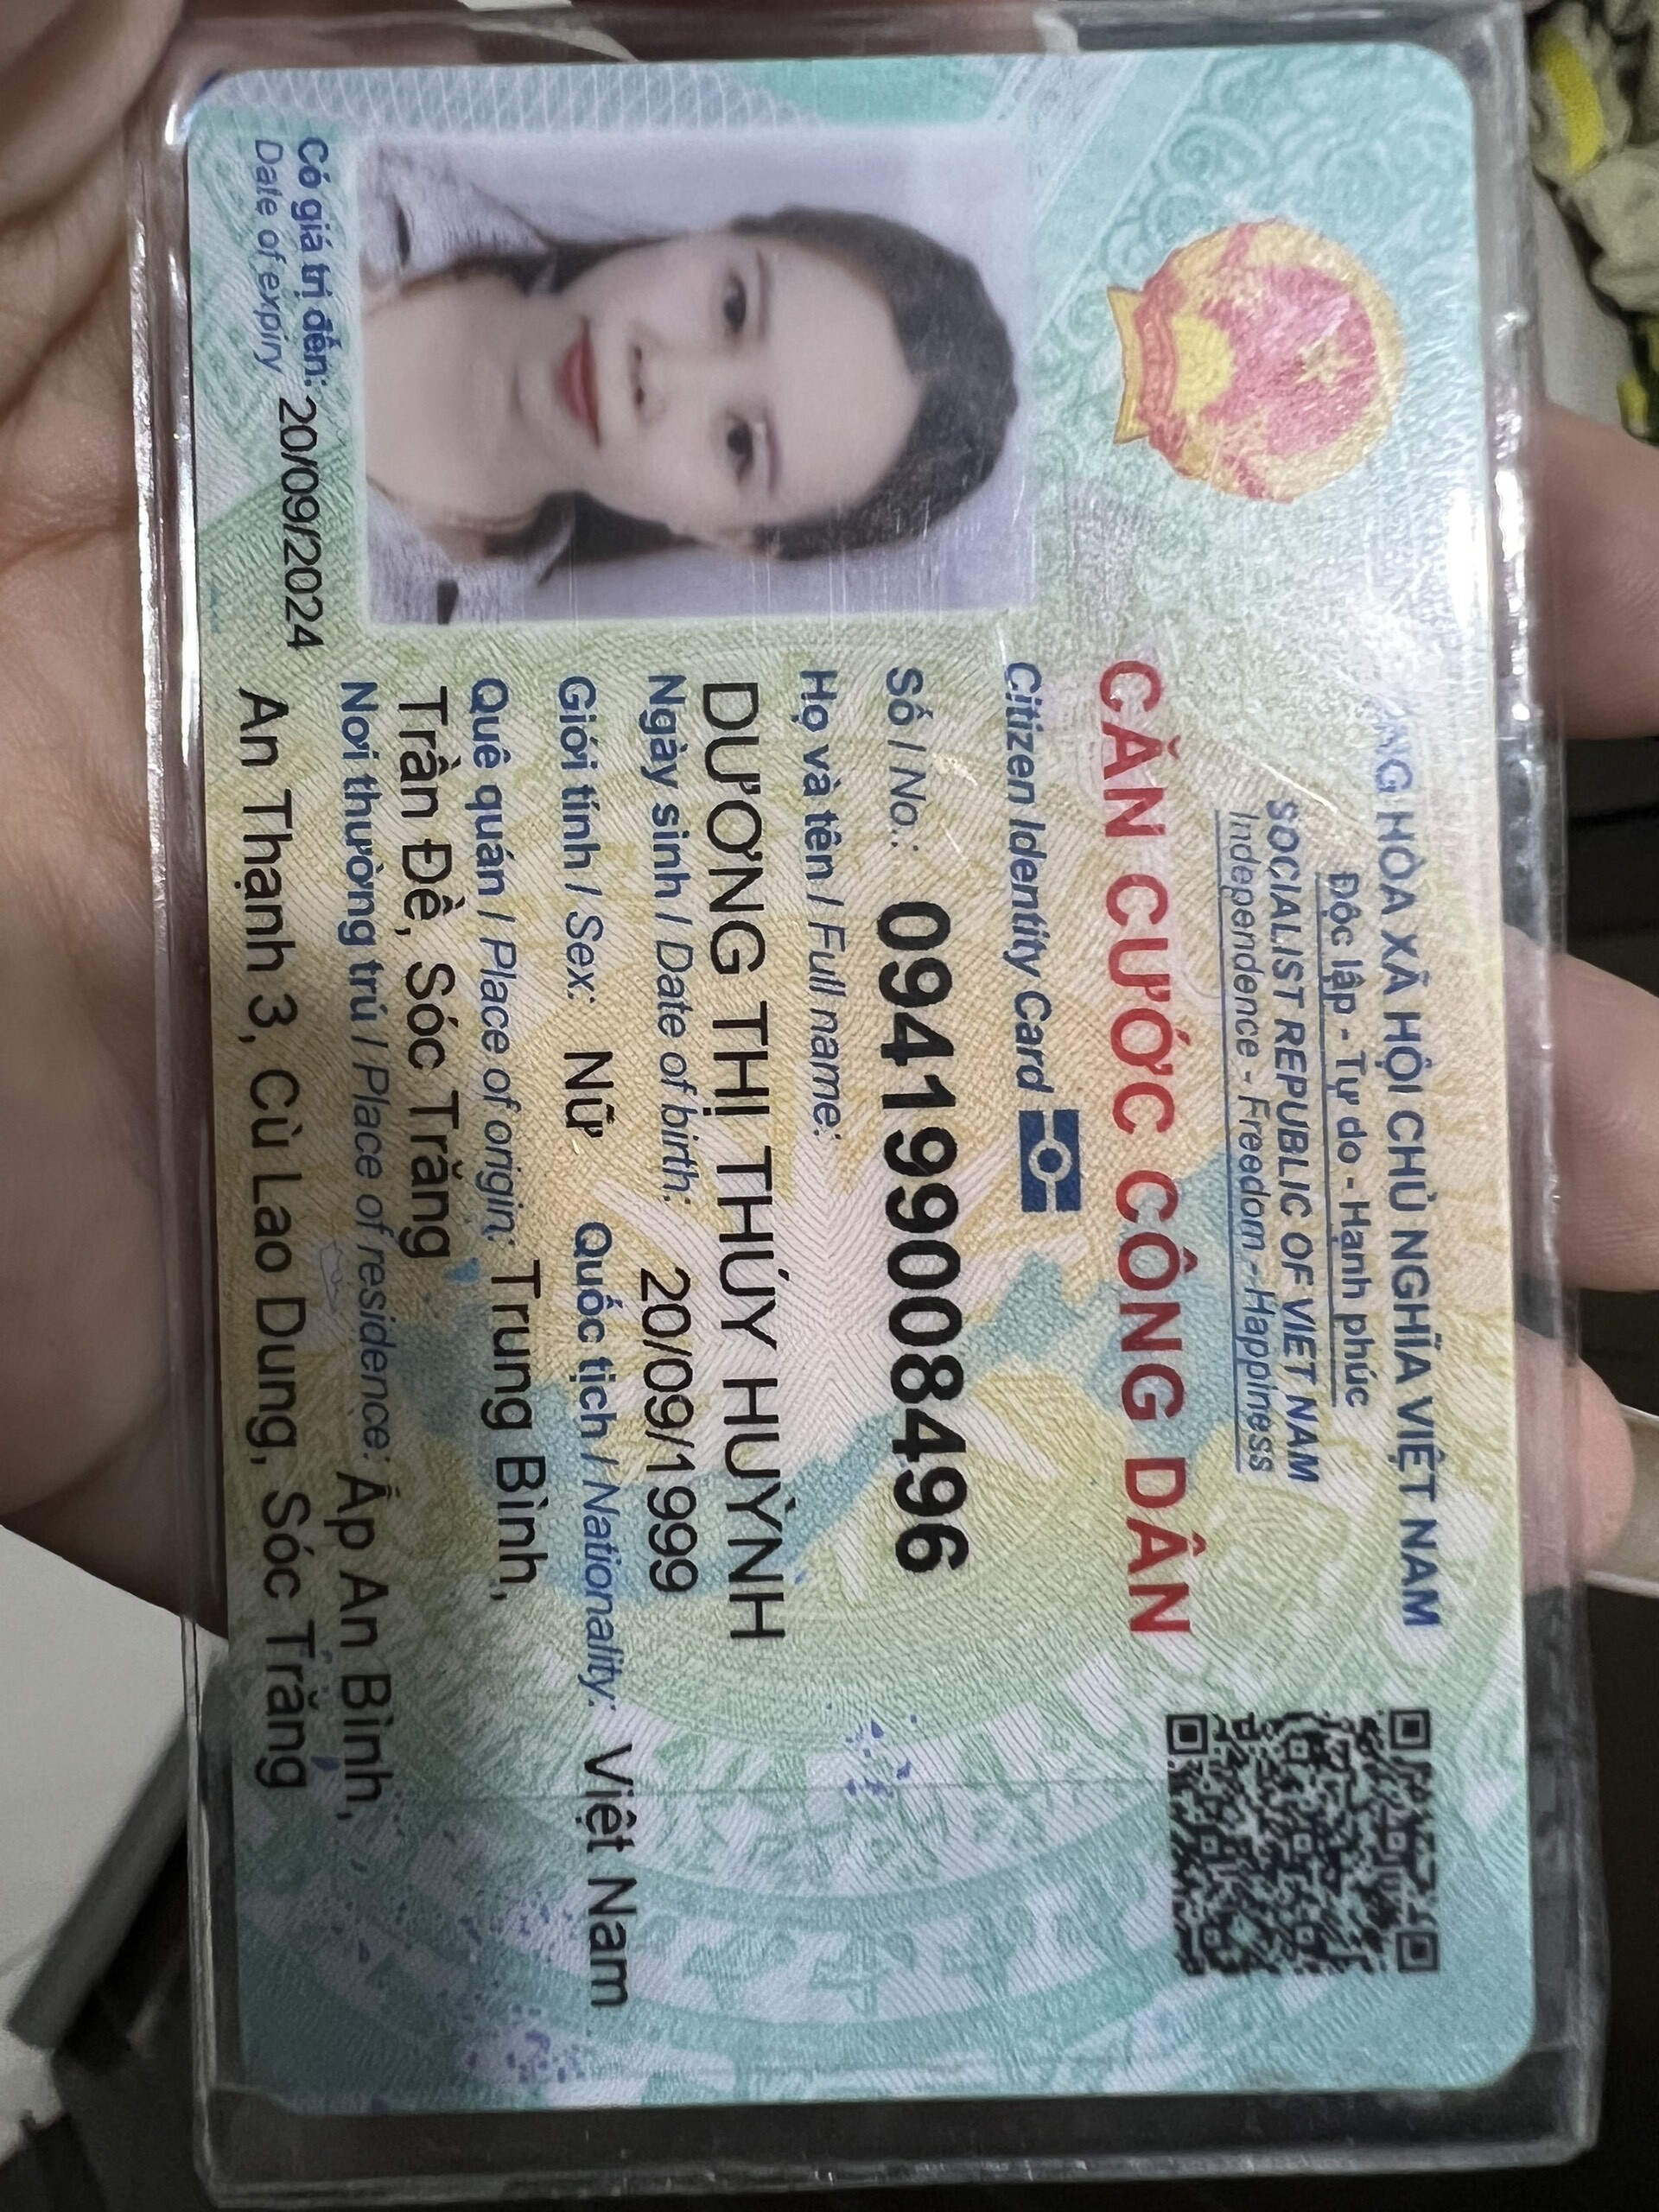 HÒA XÃ HỘI CHỦ NGHĨA VIỆT NAM
Độc lập - Tự do - Hạnh phúc
SOCIALIST REPUBLIC OF VIET NAM
Independence - Freedom - Happiness
CĂN CƯỚC CÔNG DÂN
Citizen Identity Card
Số / No.: 094199008496
Họ và tên / Full name:
DƯƠNG THỊ THÚY HUỲNH
Ngày sinh / Date of birth: 20/09/1999
Giới tính / Sex: Nữ Quốc tịch / Nationality: Việt Nam
Quê quán / Place of origin: Trung Bình,
Trần Đề, Sóc Trăng
Nơi thường trú / Place of residence: Ấp An Bình,
An Thạnh 3, Cù Lao Dung, Sóc Trăng
Có giá trị đến: 20/09/2024
Date of expiry